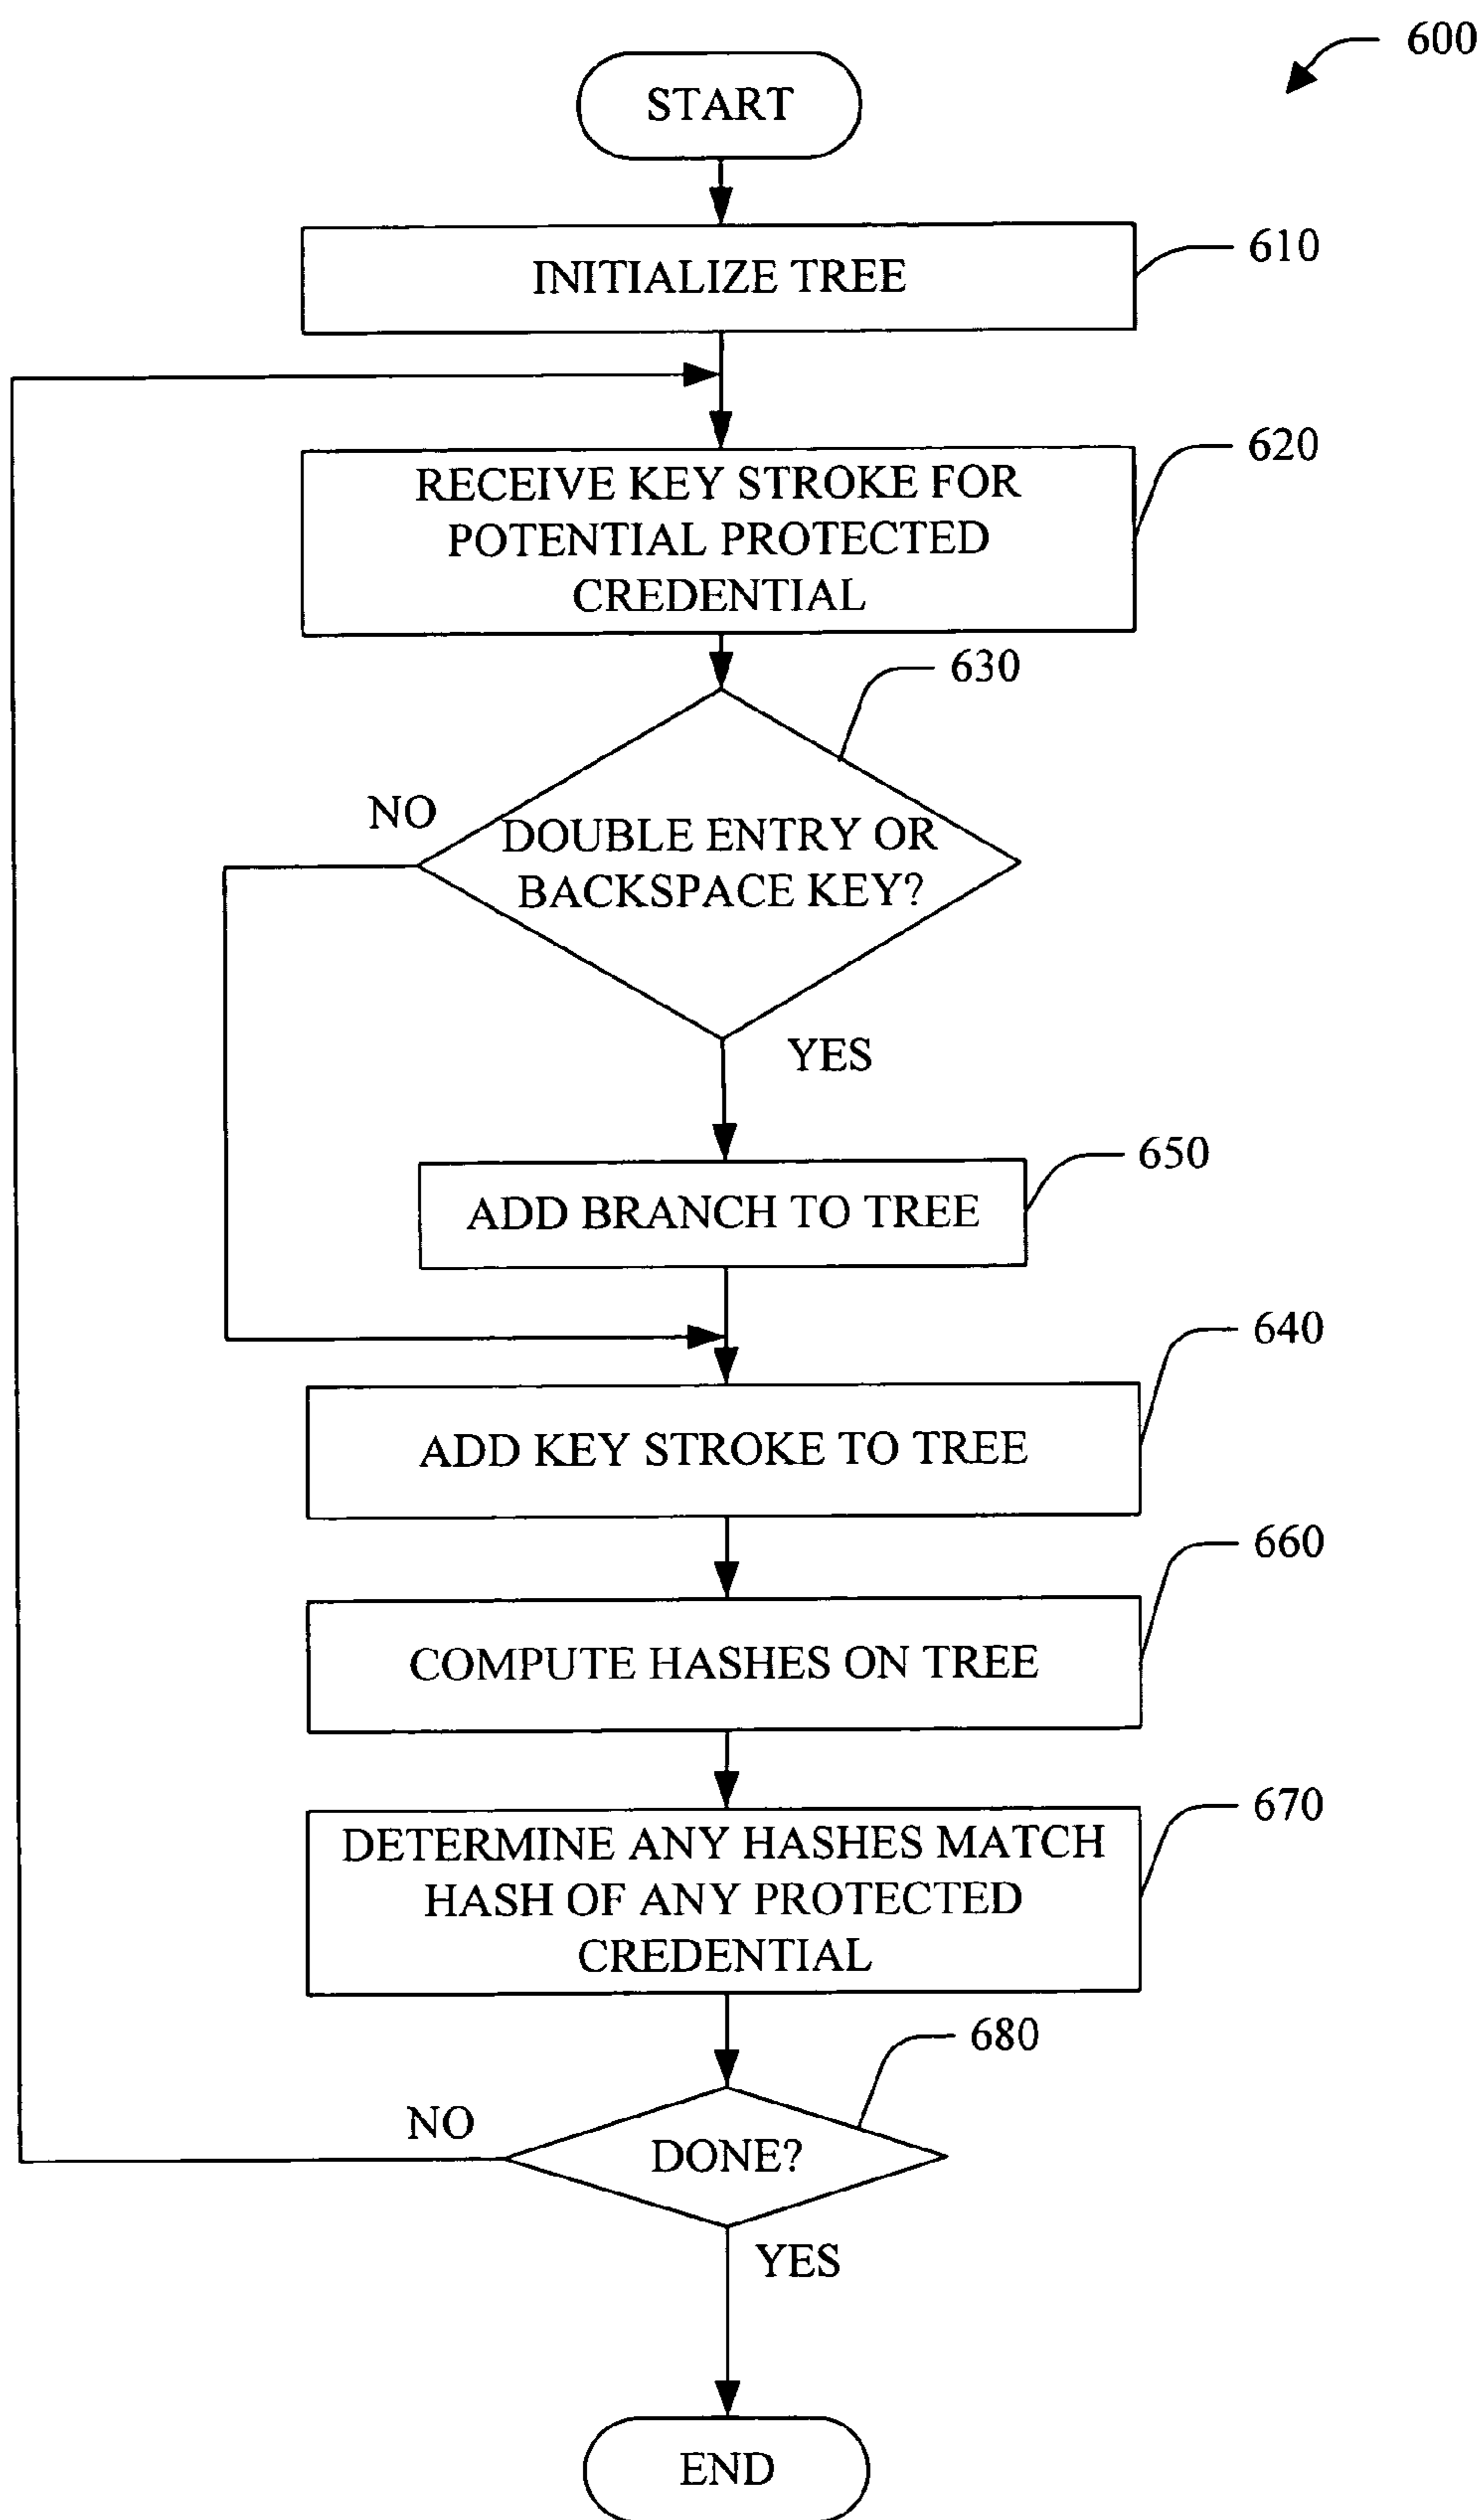 600
START
INITIALIZE TREE
610
RECEIVE KEY STROKE FOR
POTENTIAL PROTECTED
CREDENTIAL
620
630
NO
DOUBLE ENTRY OR
BACKSPACE KEY?
YES
650
ADD BRANCH TO TREE
640
ADD KEY STROKE TO TREE
660
COMPUTE HASHES ON TREE
670
DETERMINE ANY HASHES MATCH
HASH OF ANY PROTECTED
CREDENTIAL
680
NO
DONE?
YES
END